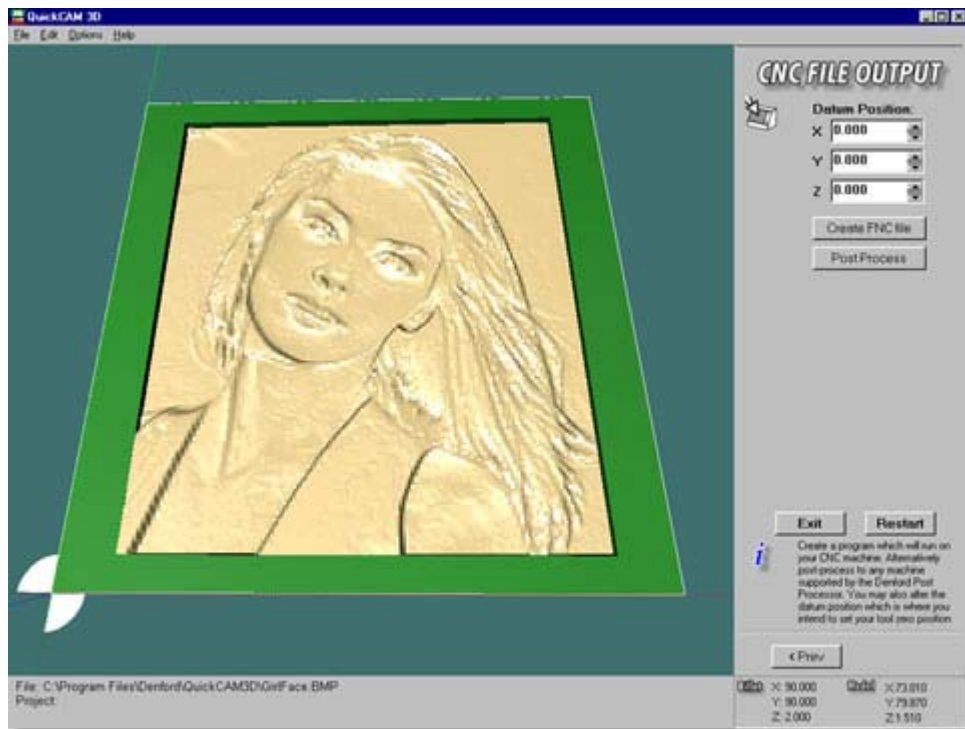 QuickCAM 3D
File Edit Options Help
CNC FILE OUTPUT
Datum Position:
X 0.000
Y 0.000
Z 0.000
Create FNC file
Post Process
Exit Restart
Create a program which will run on
your CNC machine. Alternatively
post-process to any machine
supported by the Denford Post
Processor. You may also alter the
datum position which is where you
intend to set your tool zero position
< Prev
File: C:\Program Files\Denford\QuickCAM3D\GirlFace.BMP
Project:
X: 90.000 Model X:73.010
Y: 90.000 Y:79.870
Z: 2.000 Z:1.510